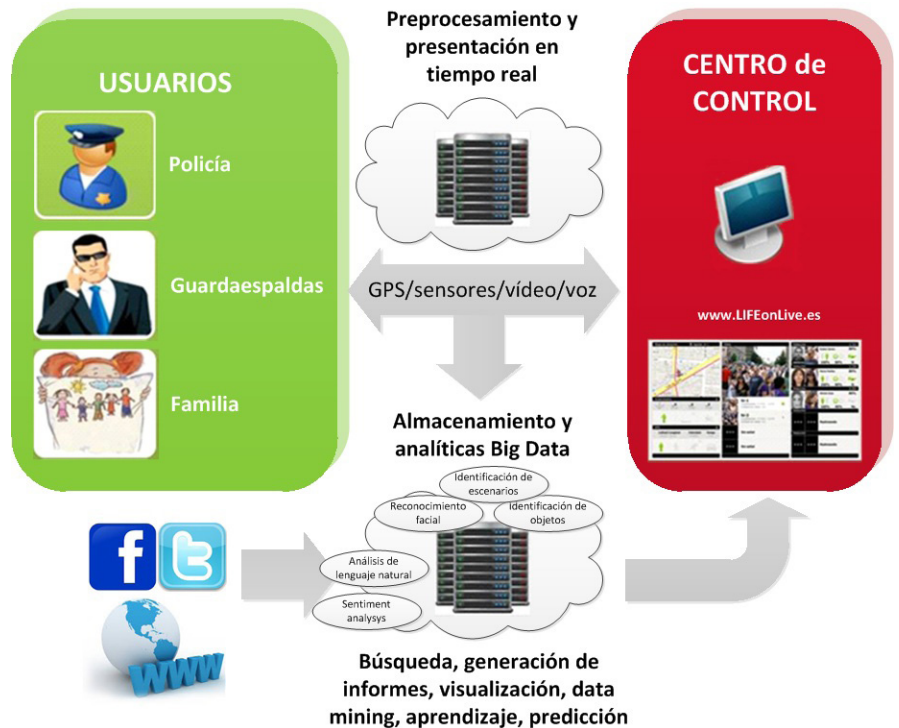 Preprocesamiento y
presentación en
tiempo real
USUARIOS
Policía
Guardaespaldas
Familia
GPS/sensores/vídeo/voz
CENTRO de
CONTROL
www.LIFEonLive.es
Almacenamiento y
analíticas Big Data
Identificación de
escenarios
Reconocimiento
facial
Identificación de
objetos
Análisis de
lenguaje natural
Sentiment
analysys
f
t
WWW
Búsqueda, generación de
informes, visualización, data
mining, aprendizaje, predicción